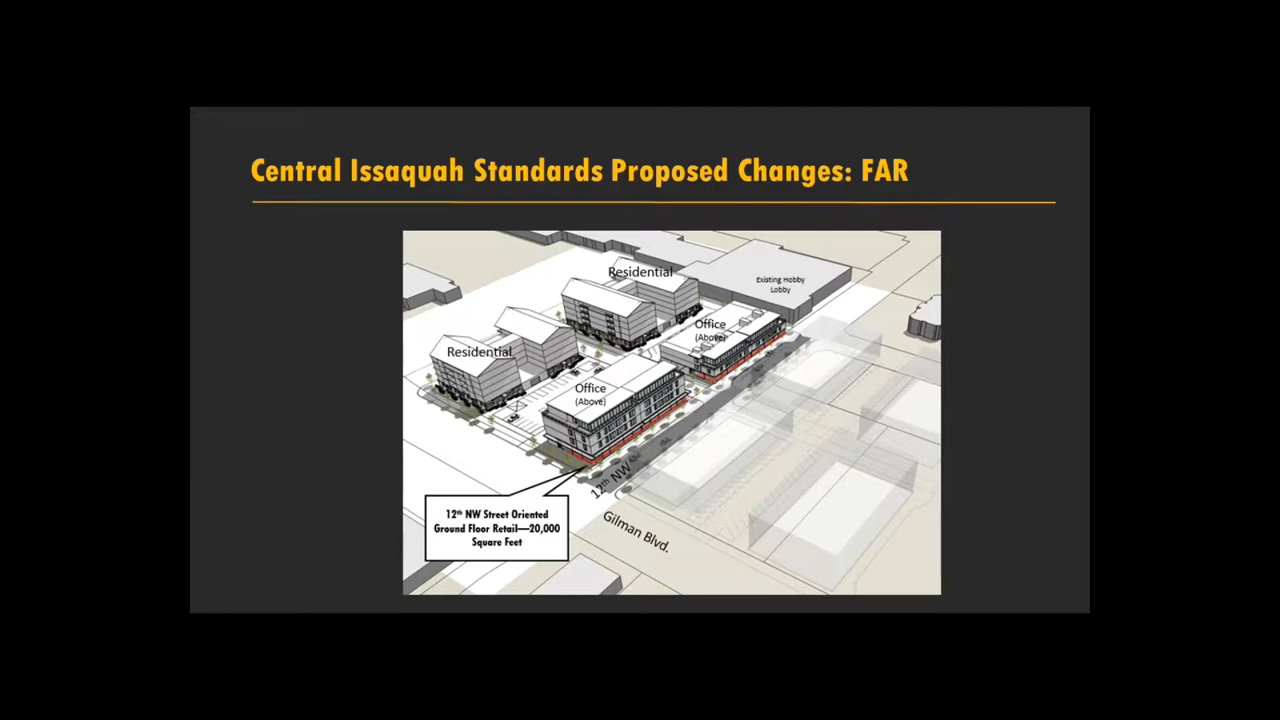 Central Issaquah Standards Proposed Changes: FAR
Residential
Existing Hobby
Lobby
Office
(Above)
Residential
Office
(Above)
12th NW
12th NW Street Oriented
Ground Floor Retail—20,000
Square Feet
Gilman Blvd.